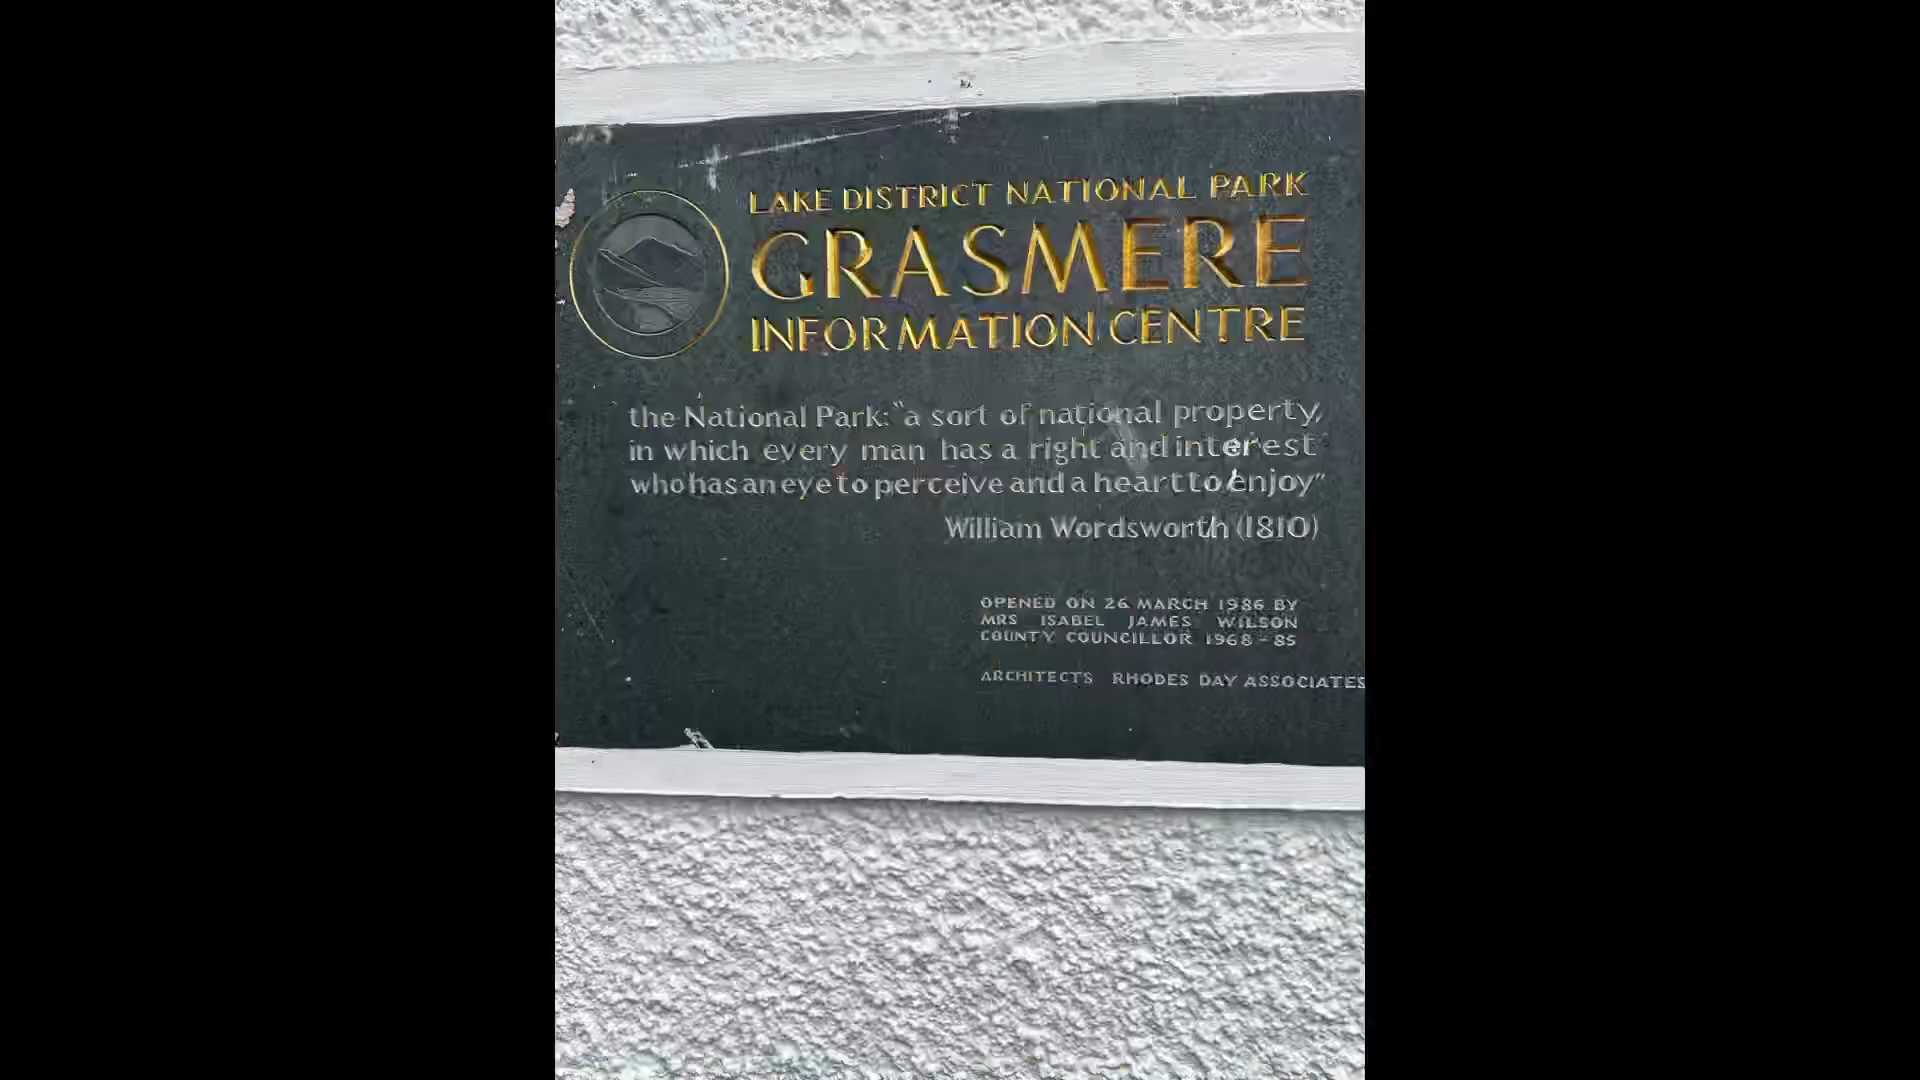 LAKE DISTRICT NATIONAL PARK
GRASMERE
INFORMATION CENTRE
the National Park: "a sort of national property,
in which every man has a right and interest
who has an eye to perceive and a heart to enjoy"
William Wordsworth (1810)
OPENED ON 26 MARCH 1986 BY
MRS ISABEL JAMES WILSON
COUNTY COUNCILLOR 1968-85
ARCHITECTS RHODES DAY ASSOCIATES